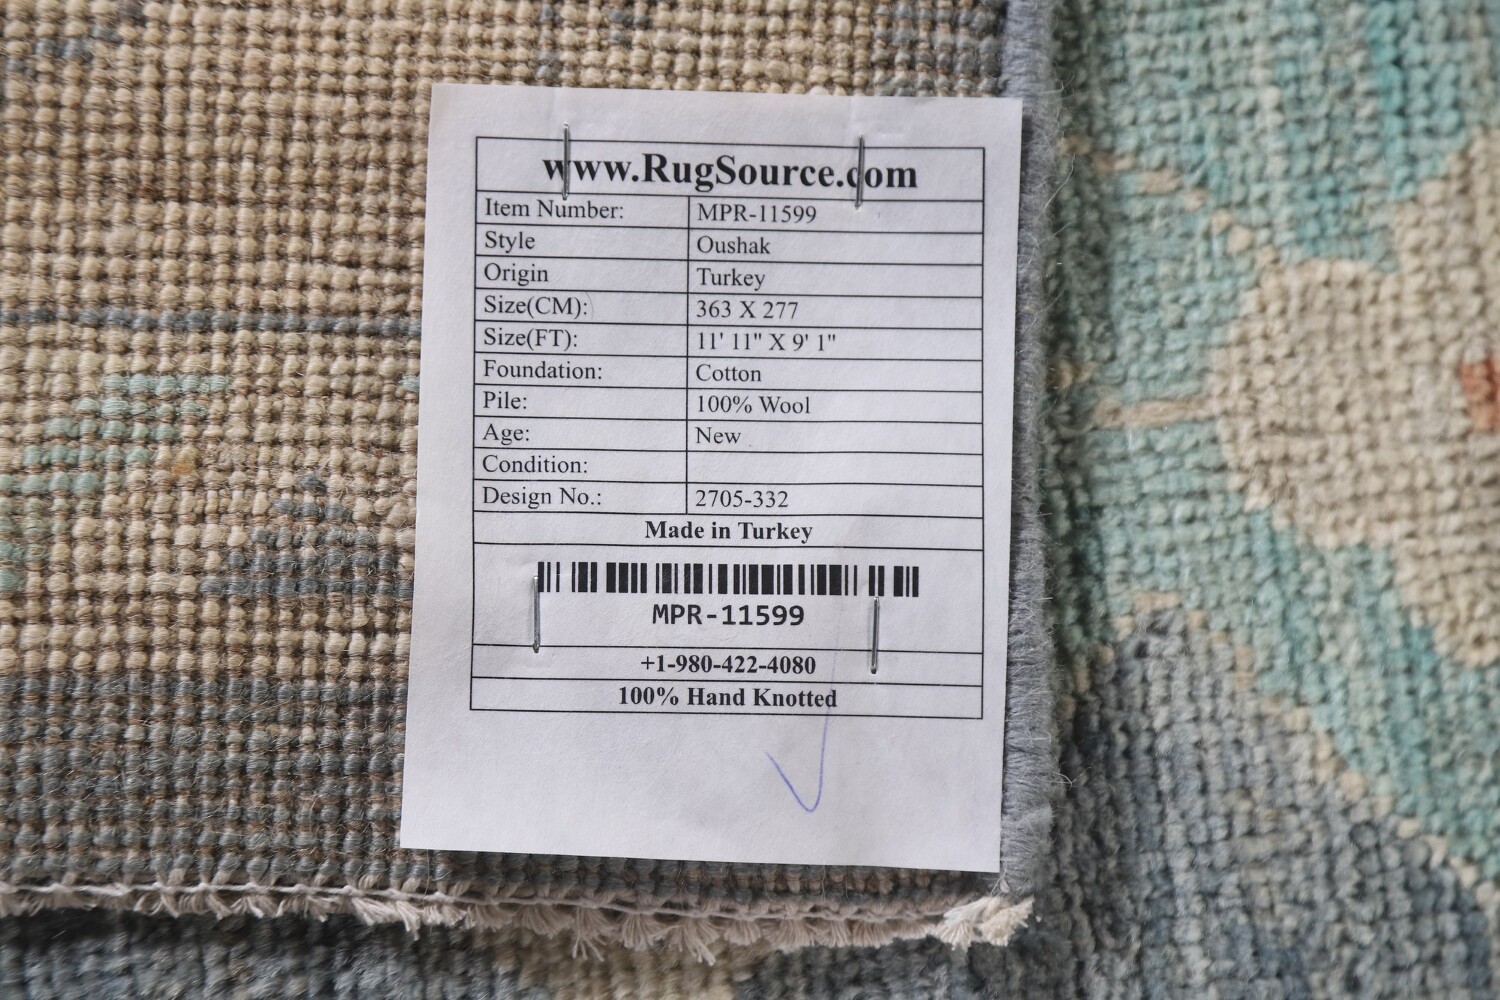 www.RugSource.com
Item Number: MPR-11599
Style Oushak
Origin Turkey
Size(CM): 363 X 277
Size(FT): 11' 11" X 9' 1"
Foundation: Cotton
Pile: 100% Wool
Age: New
Condition:
Design No.: 2705-332
Made in Turkey
MPR-11599
+1-980-422-4080
100% Hand Knotted